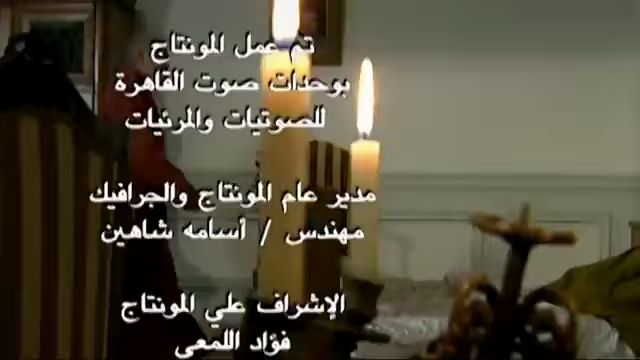 تم عمل المونتاج
بوحدات صوت القاهرة
للصوتيات والمرئيات
مدير عام المونتاج والجرافيك
مهندس / أسامه شاهين
الإشراف علي المونتاج
فؤاد اللمعى